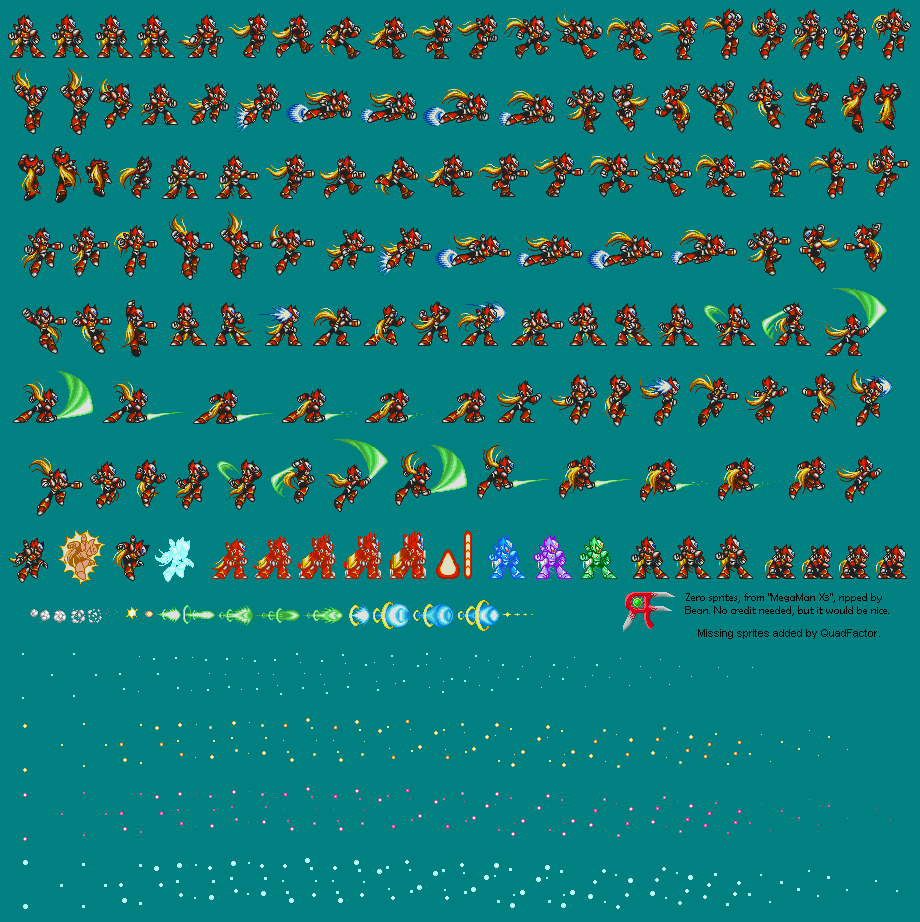 Zero sprites, from "MegaMan X3", ripped by
Bean. No credit needed, but it would be nice.
Missing sprites added by QuadFactor.